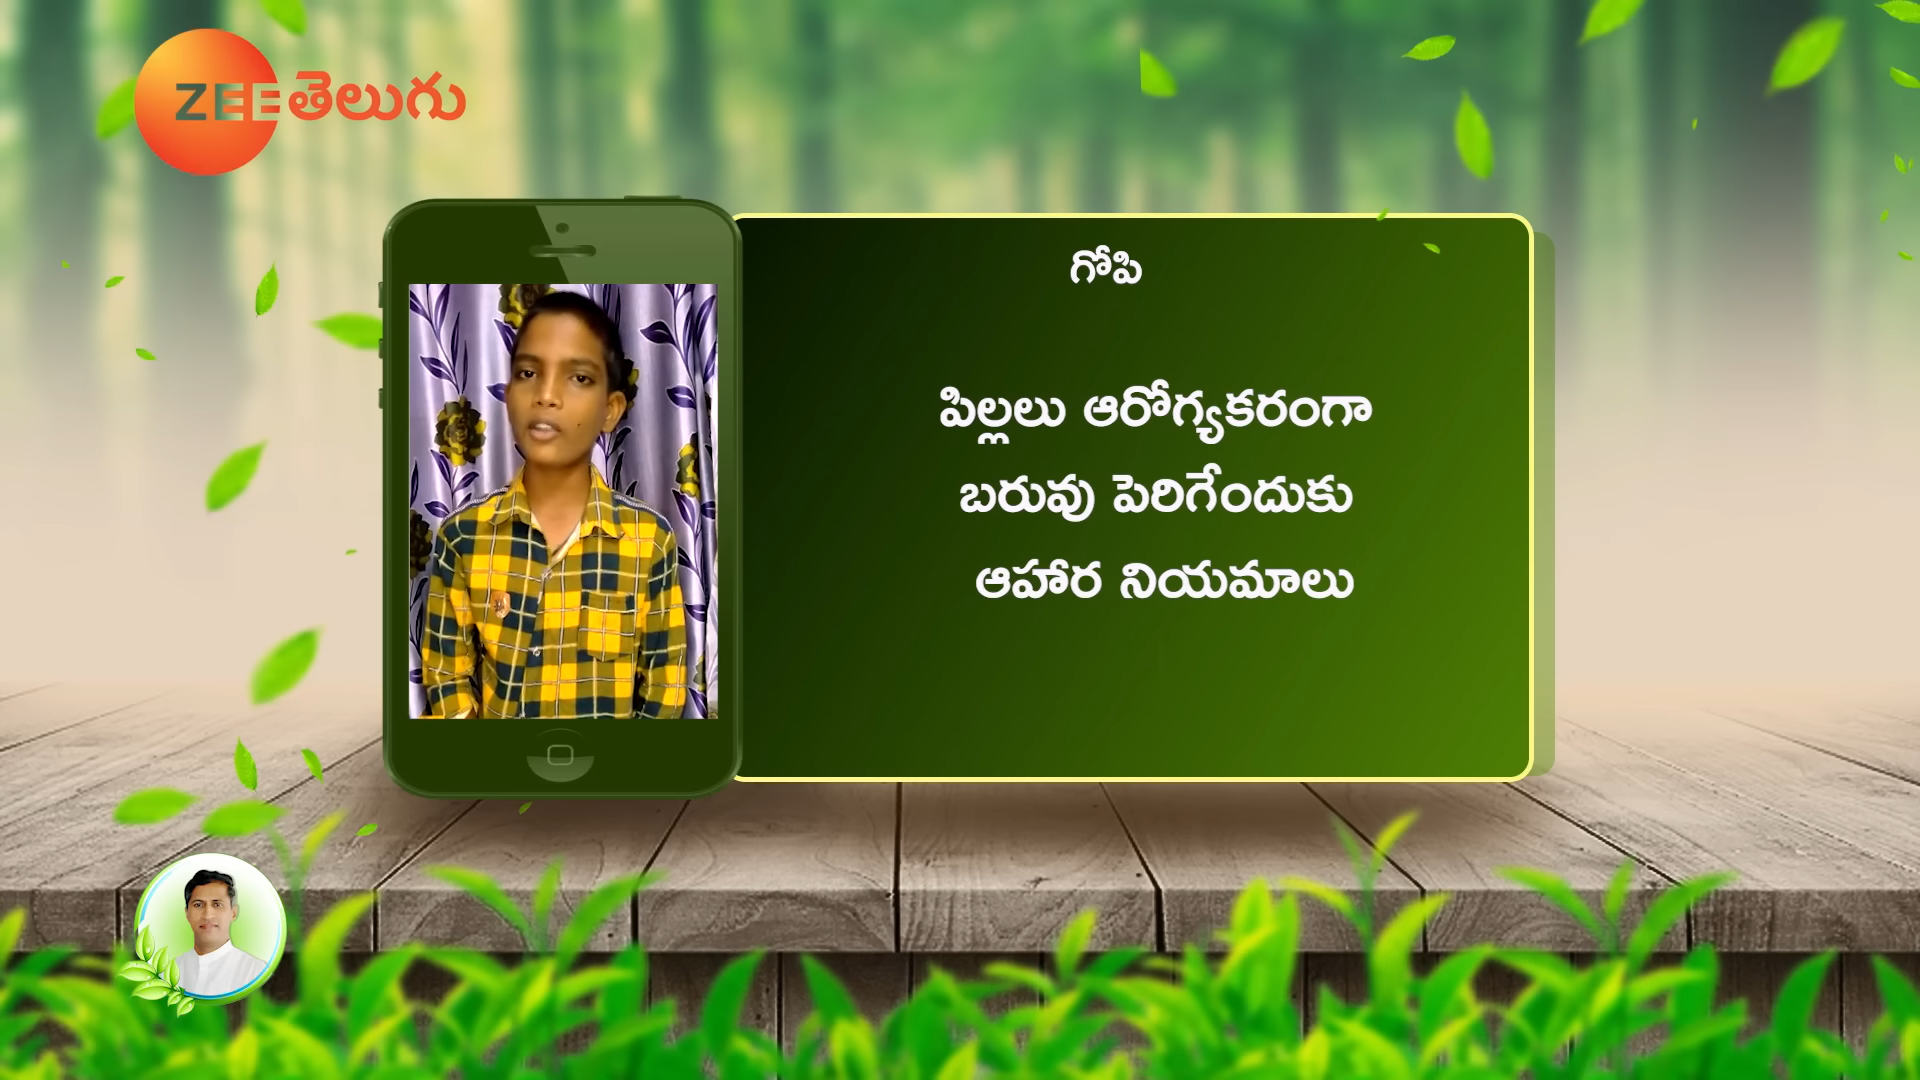 ZEE తెలుగు
గోపి
పిల్లలు ఆరోగ్యకరంగా
బరువు పెరిగేందుకు
ఆహార నియమాలు